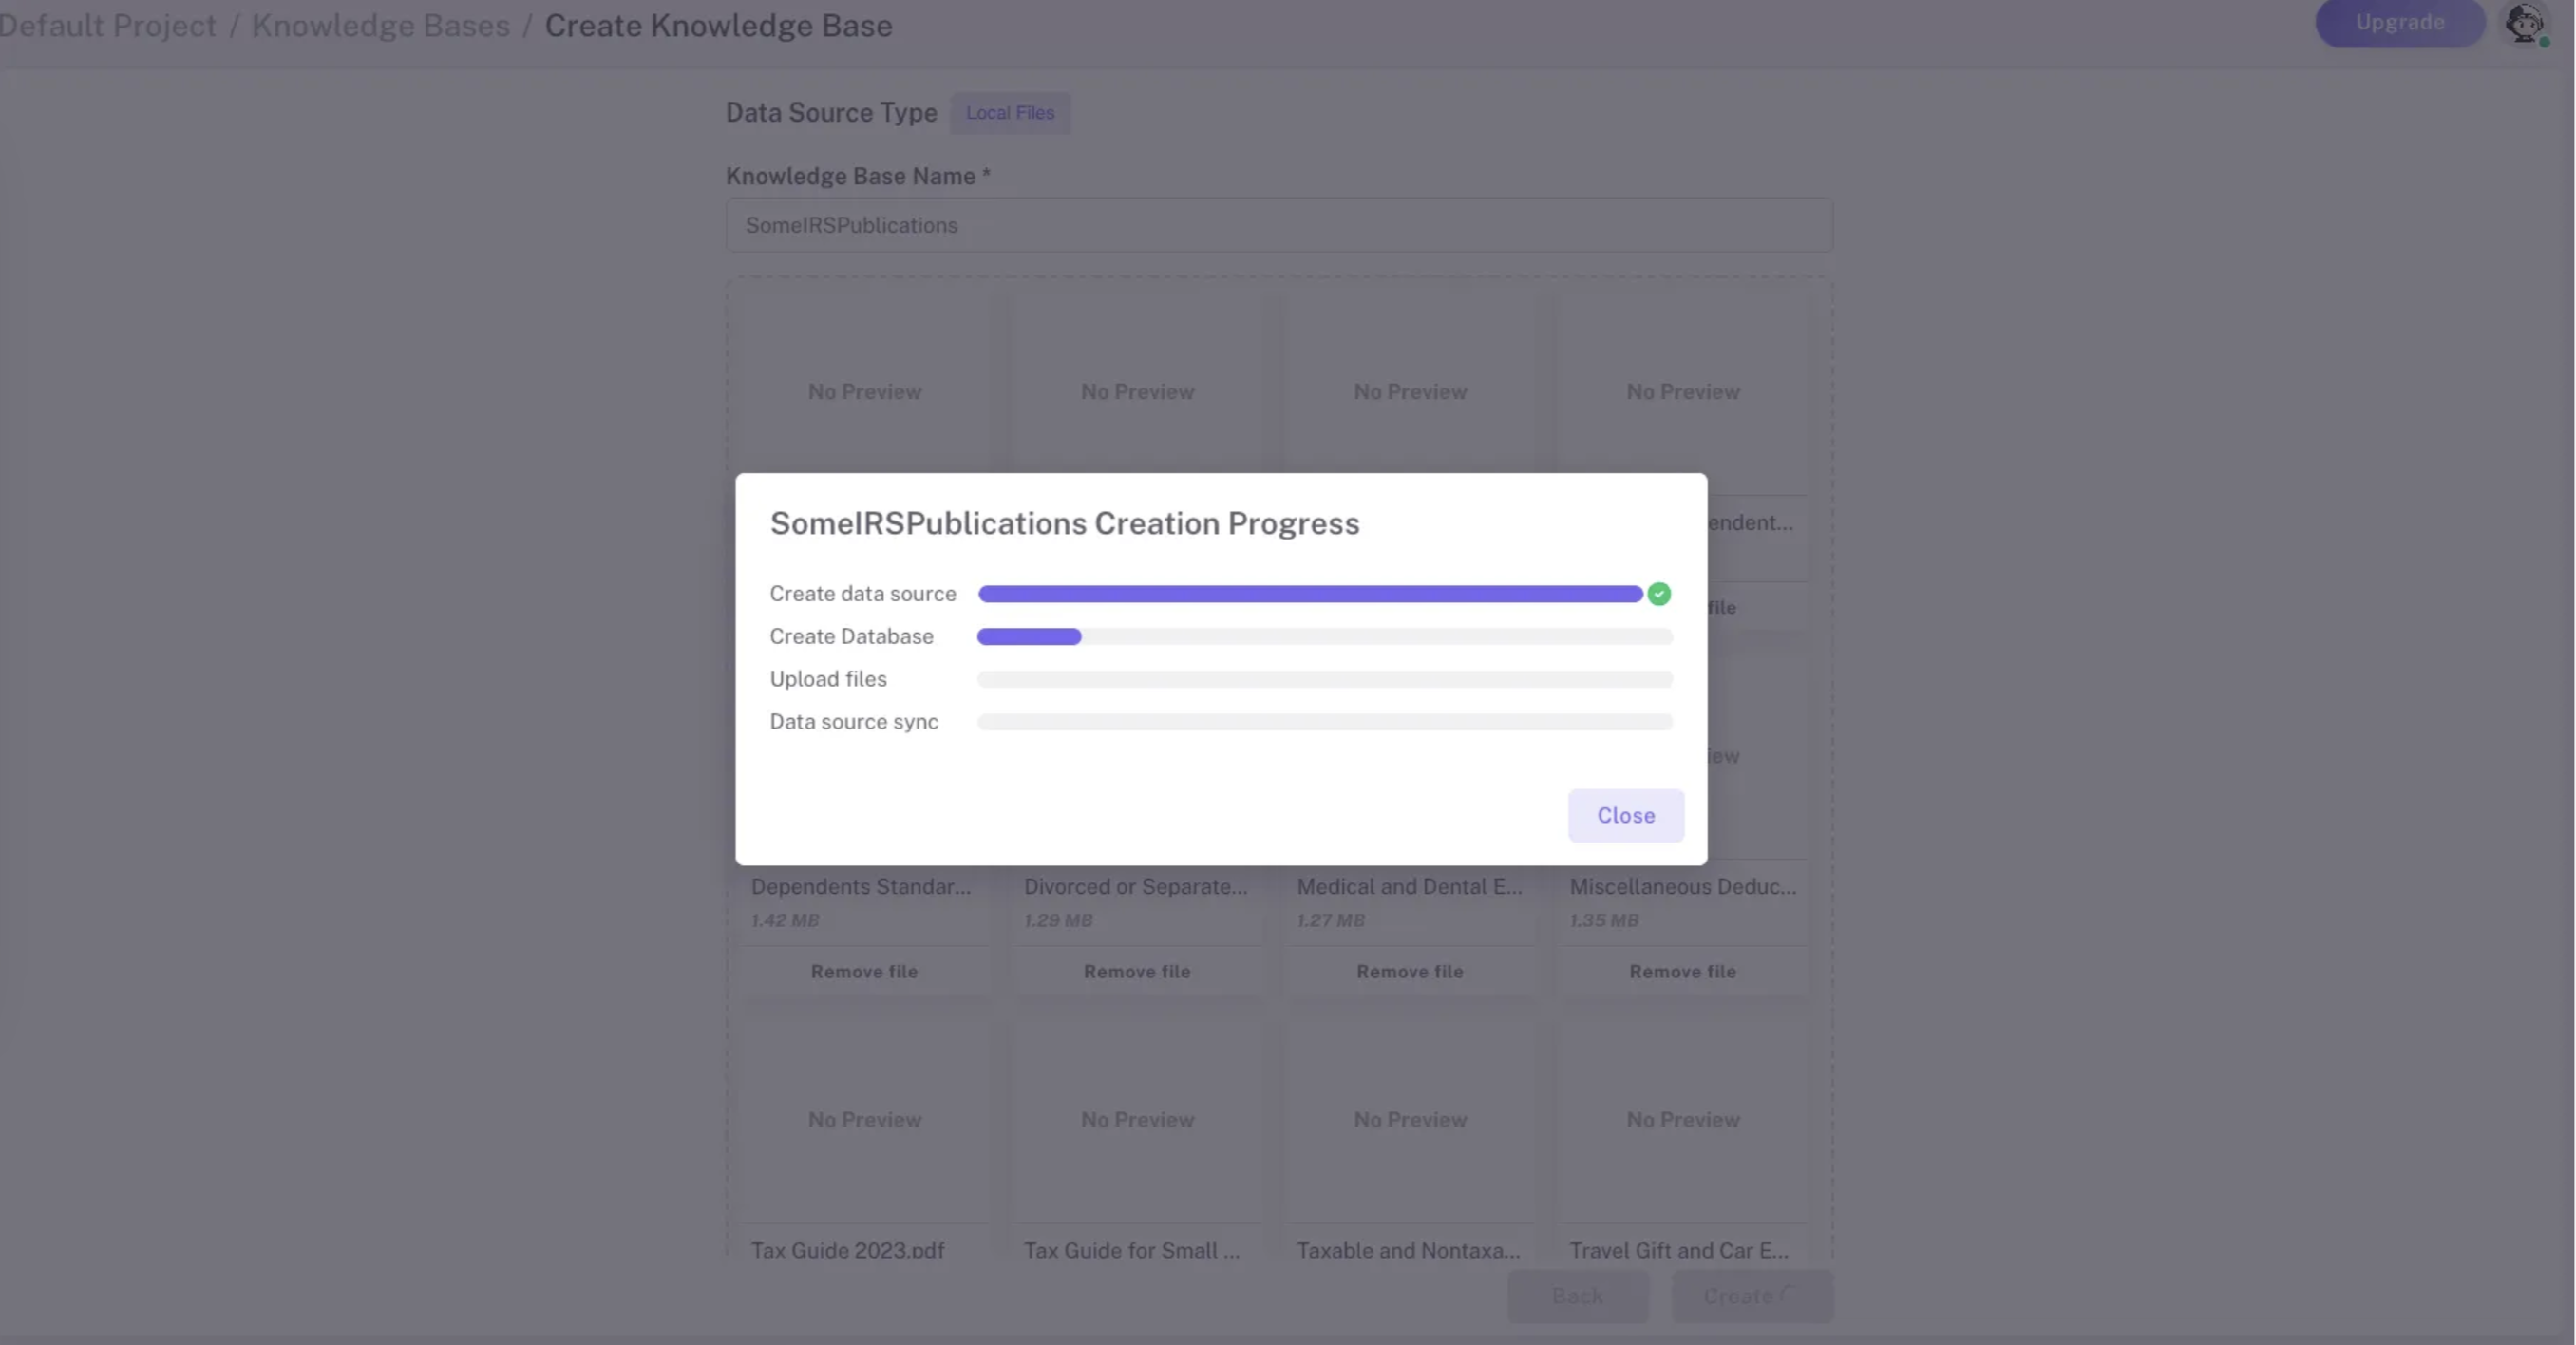 Default Project / Knowledge Bases / Create Knowledge Base
Upgrade
Data Source Type Local Files
Knowledge Base Name *
SomeIRSPublications
No Preview No Preview No Preview No Preview
endent...
file
SomeIRSPublications Creation Progress
Create data source
Create Database
Upload files
Data source sync
iew
Close
Dependents Standar... Divorced or Separate... Medical and Dental E... Miscellaneous Deduc...
1.42 MB 1.29 MB 1.27 MB 1.35 MB
Remove file Remove file Remove file Remove file
No Preview No Preview No Preview No Preview
Tax Guide 2023.pdf Tax Guide for Small ... Taxable and Nontaxa... Travel Gift and Car E...
Back Create